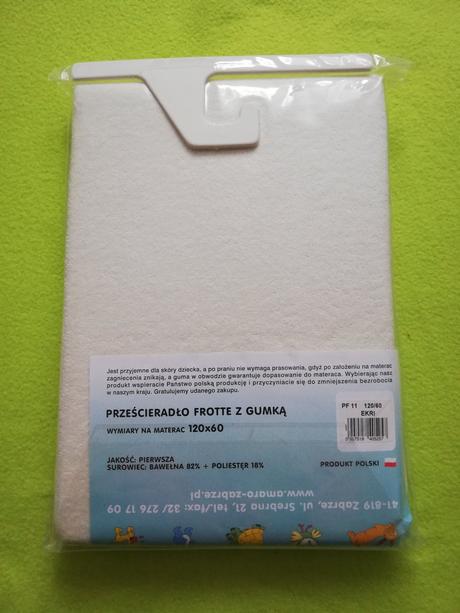 Jest przyjemne dla skóry dziecka, a po praniu nie wymaga prasowania, gdyż po założeniu na materac
zagniecenia znikają, a guma w obwodzie gwarantuje dopasowanie do materaca. Wybierając nasz
produkt wspieracie Państwo polską produkcję i przyczyniacie się do zmniejszenia bezrobocia
w naszym kraju. Gratulujemy udanego zakupu.
PRZEŚCIERADŁO FROTTE Z GUMKĄ
WYMIARY NA MATERAC 120x60
PF 11 120/60
EKRI
JAKOŚĆ: PIERWSZA
SUROWIEC: BAWEŁNA 82% + POLIESTER 18%
PRODUKT POLSKI
41-819 Zabrze, ul. Srebrna 21, tel./fax: 32/ 276 17 09
www.amaro-zabrze.pl